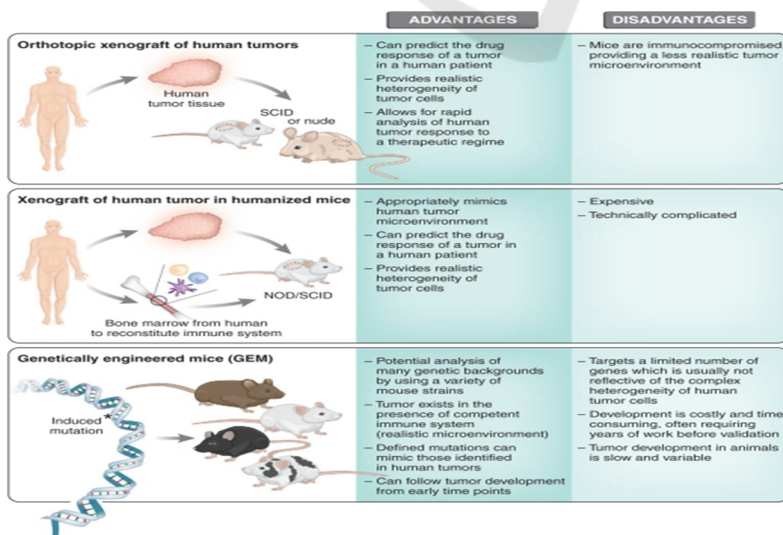 ADVANTAGES
DISADVANTAGES
Orthotopic xenograft of human tumors
Human
tumor tissue
SCID
or nude
– Can predict the drug
response of a tumor
in a human patient
– Provides realistic
heterogeneity of
tumor cells
– Allows for rapid
analysis of human
tumor response to
a therapeutic regime
– Mice are immunocompromised
providing a less realistic tumor
microenvironment
Xenograft of human tumor in humanized mice
NOD/SCID
Bone marrow from human
to reconstitute immune system
– Appropriately mimics
human tumor
microenvironment
– Can predict the drug
response of a tumor in
a human patient
– Provides realistic
heterogeneity of
tumor cells
– Expensive
– Technically complicated
Genetically engineered mice (GEM)
Induced
mutation
– Potential analysis of
many genetic backgrounds
by using a variety of
mouse strains
– Tumor exists in the
presence of competent
immune system
(realistic microenvironment)
– Defined mutations can
mimic those identified
in human tumors
– Can follow tumor development
from early time points
– Targets a limited number of
genes which is usually not
reflective of the complex
heterogeneity of human
tumor cells
– Development is costly and time
consuming, often requiring
years of work before validation
– Tumor development in animals
is slow and variable